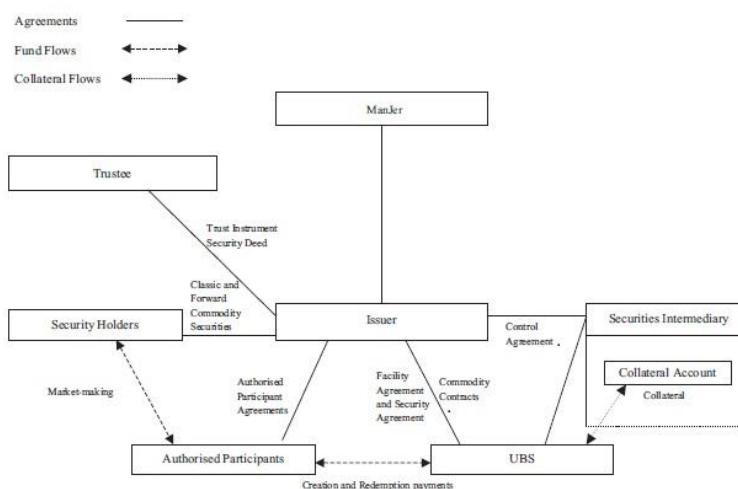 Agreements
Fund Flows
Collateral Flows
ManJer
Trustee
Trust Instrument
Security Deed
Classic and
Forward
Commodity
Securities
Security Holders
Issuer
Securities Intermediary
Control
Agreement .
Collateral Account
Collateral
Market-making
Authorised
Participant
Agreements
Facility
Agreement
and Security
Agreement
Commodity
Contracts
.
Authorised Participants
UBS
Creation and Redemption payments